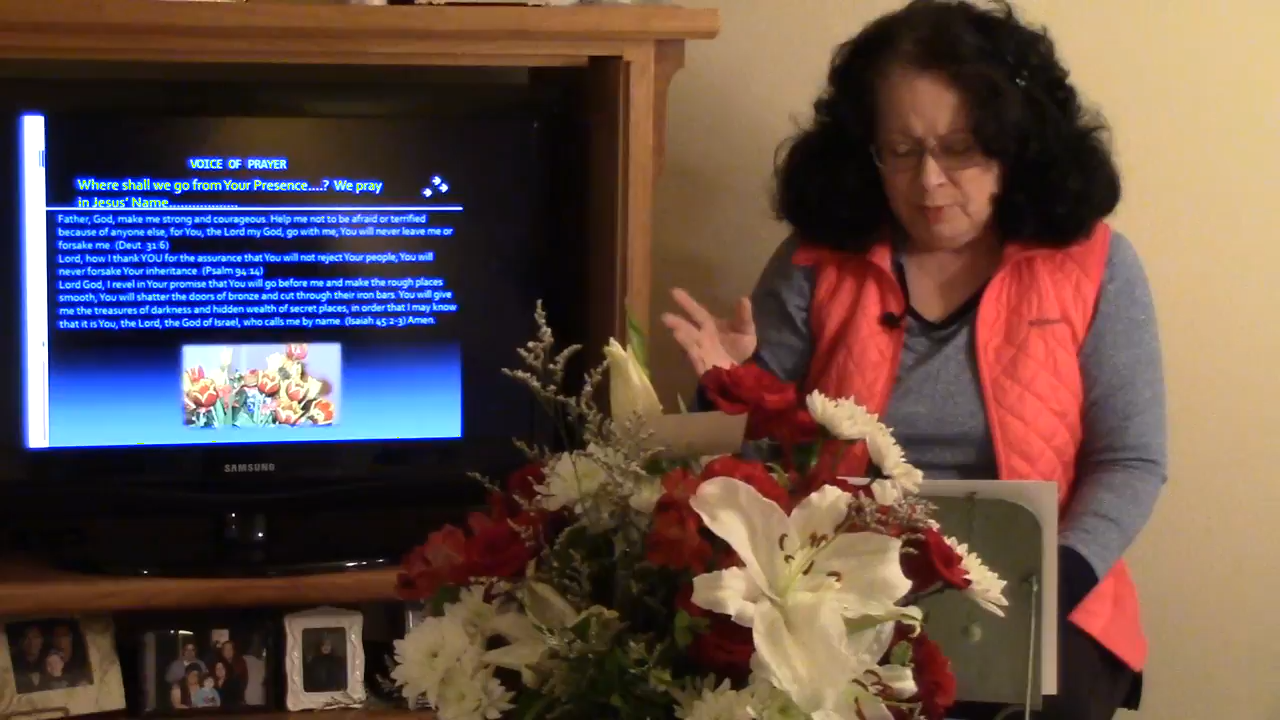 VOICE OF PRAYER
Where shall we go from Your Presence....? We pray
in Jesus' Name.................
Father, God, make me strong and courageous. Help me not to be afraid or terrified
because of anyone else, for You, the Lord my God, go with me, You will never leave me or
forsake me. (Deut. 31:6)
Lord, how I thank YOU for the assurance that You will not reject Your people, You will
never forsake Your inheritance. (Psalm 94:14)
Lord God, I revel in Your promise that You will go before me and make the rough places
smooth, You will shatter the doors of bronze and cut through their iron bars. You will give
me the treasures of darkness and hidden wealth of secret places, in order that I may know
that it is You, the Lord, the God of Israel, who calls me by name. (Isaiah 45:2-3) Amen.
SAMSUNG